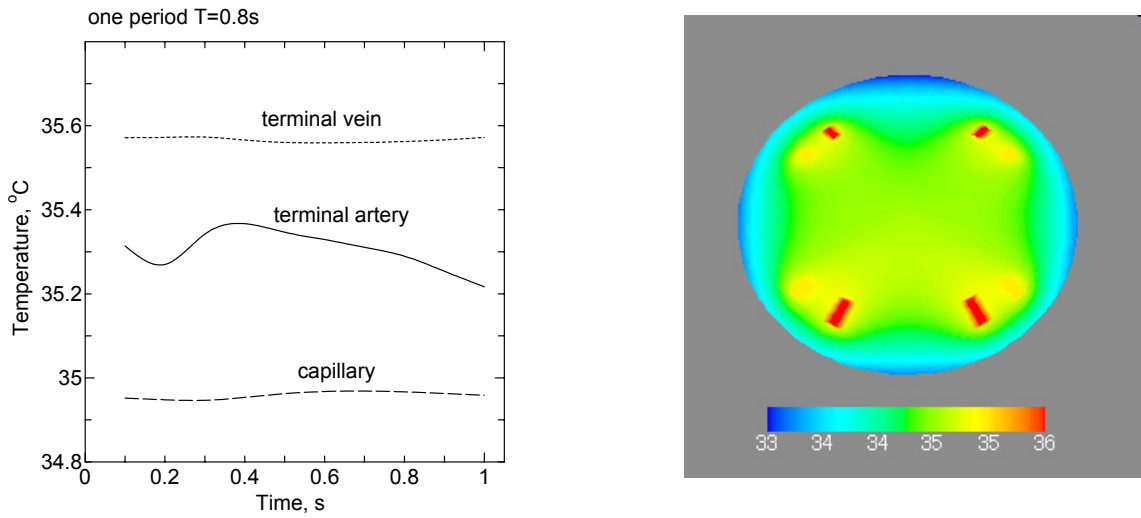 one period T=0.8s
35.6
35.4
35.2
35
34.8
Temperature, °C
terminal vein
terminal artery
capillary
0 0.2 0.4 0.6 0.8 1
Time, s
33 34 34 35 35 36